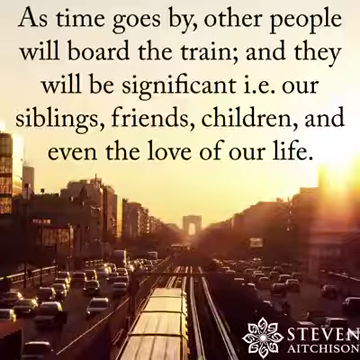 As time goes by, other people
will board the train; and they
will be significant i.e. our
siblings, friends, children, and
even the love of our life.
STEVEN
AITCHISON